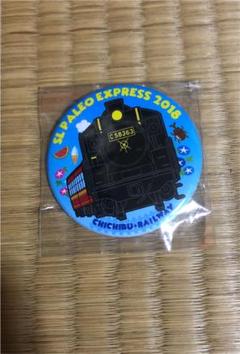 SL PALEO EXPRESS 2018
C58363
CHICHIBU·RAILWAY